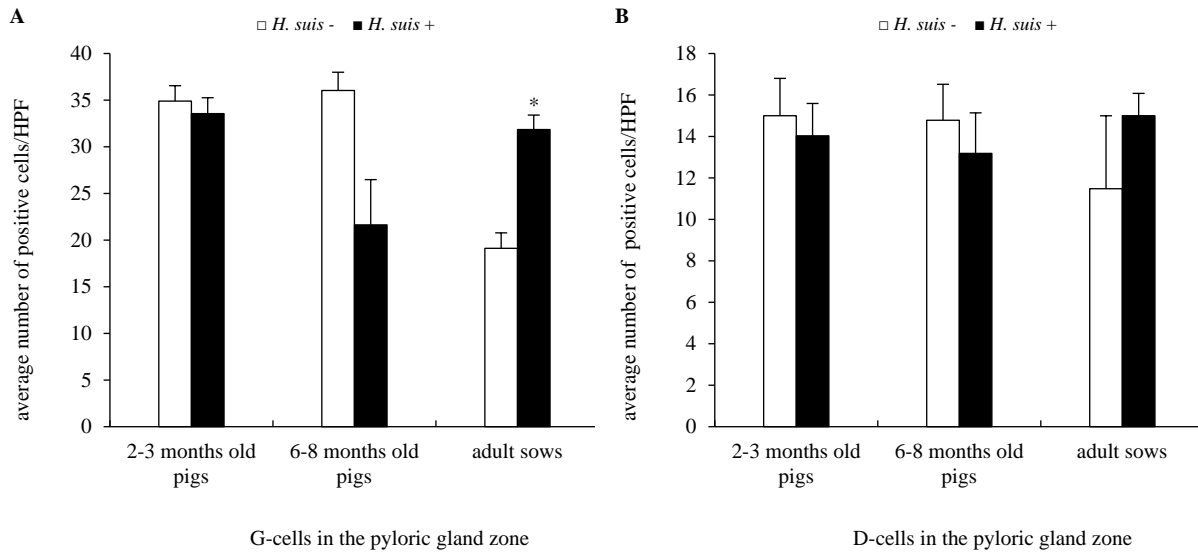 A
H. suis - H. suis +
average number of positive cells/HPF
40
35
30
25
20
15
10
5
0
*
2-3 months old
pigs
6-8 months old
pigs
adult sows
G-cells in the pyloric gland zone
B
H. suis - H. suis +
average number of positive cells/HPF
18
16
14
12
10
8
6
4
2
0
2-3 months old
pigs
6-8 months old
pigs
adult sows
D-cells in the pyloric gland zone